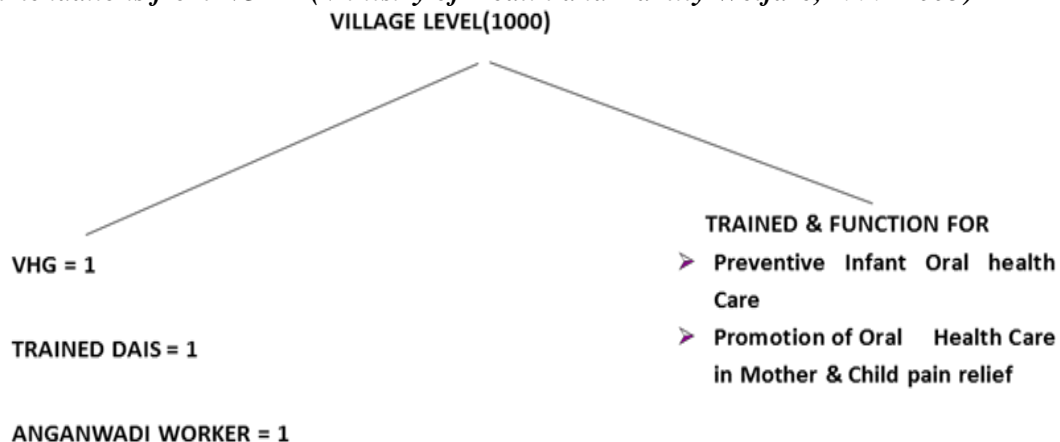 VILLAGE LEVEL(1000)
VHG = 1
TRAINED DAIS = 1
ANGANWADI WORKER = 1
TRAINED & FUNCTION FOR
➢ Preventive Infant Oral health
Care
➢ Promotion of Oral Health Care
in Mother & Child pain relief